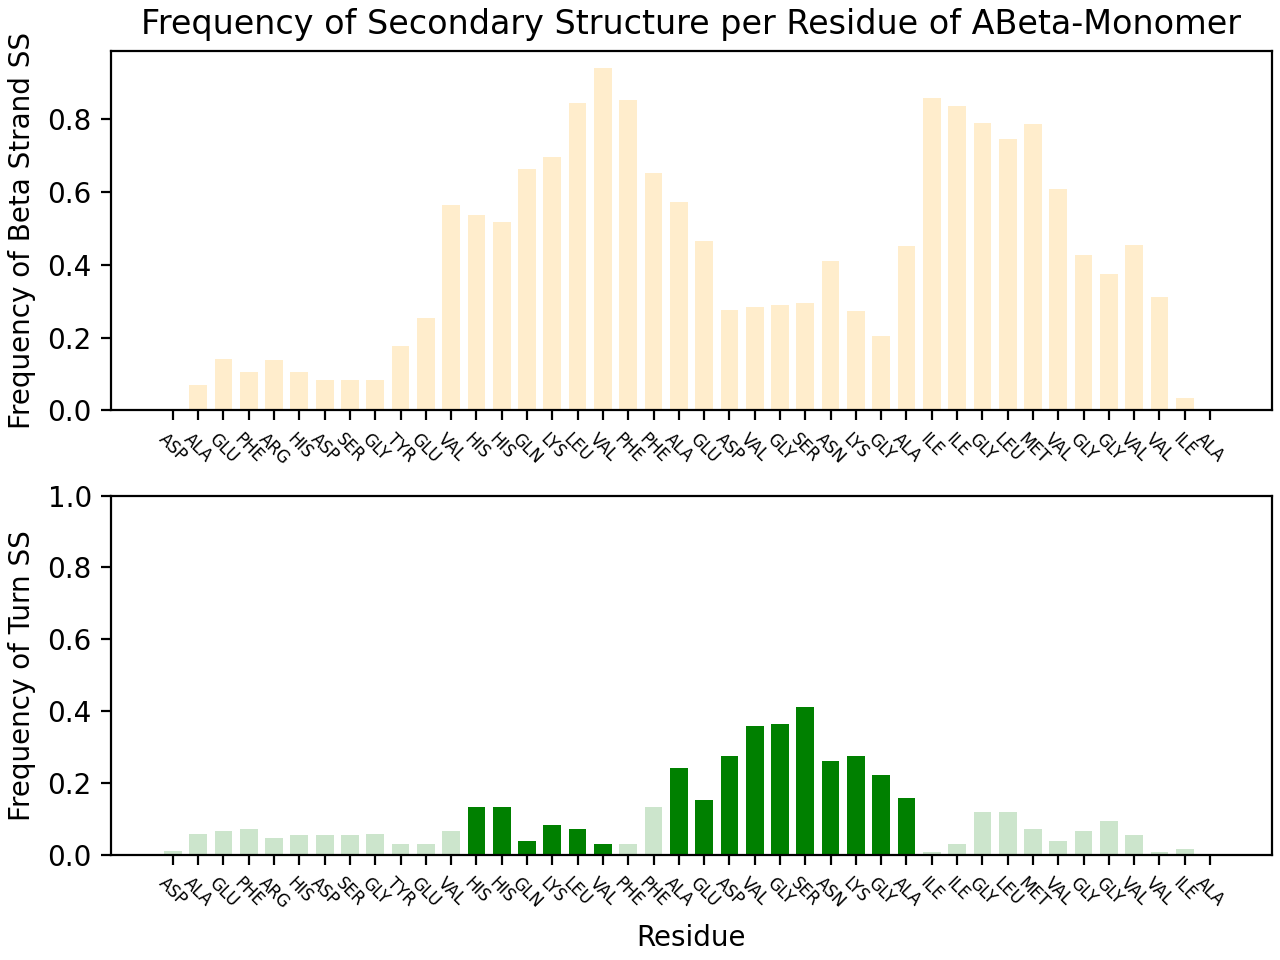 Frequency of Secondary Structure per Residue of ABeta-Monomer
Frequency of Beta Strand SS
0.8
0.6
0.4
0.2
0.0
ASP ALA GLU PHE ARG HIS ASP SER GLY TYR GLU VAL HIS HIS GLN LYS LEU VAL PHE PHE ALA GLU ASP VAL GLY SER ASN LYS GLY ALA ILE ILE GLY LEU MET VAL GLY GLY VAL VAL ILE ALA
Frequency of Turn SS
1.0
0.8
0.6
0.4
0.2
0.0
ASP ALA GLU PHE ARG HIS ASP SER GLY TYR GLU VAL HIS HIS GLN LYS LEU VAL PHE PHE ALA GLU ASP VAL GLY SER ASN LYS GLY ALA ILE ILE GLY LEU MET VAL GLY GLY VAL VAL ILE ALA
Residue